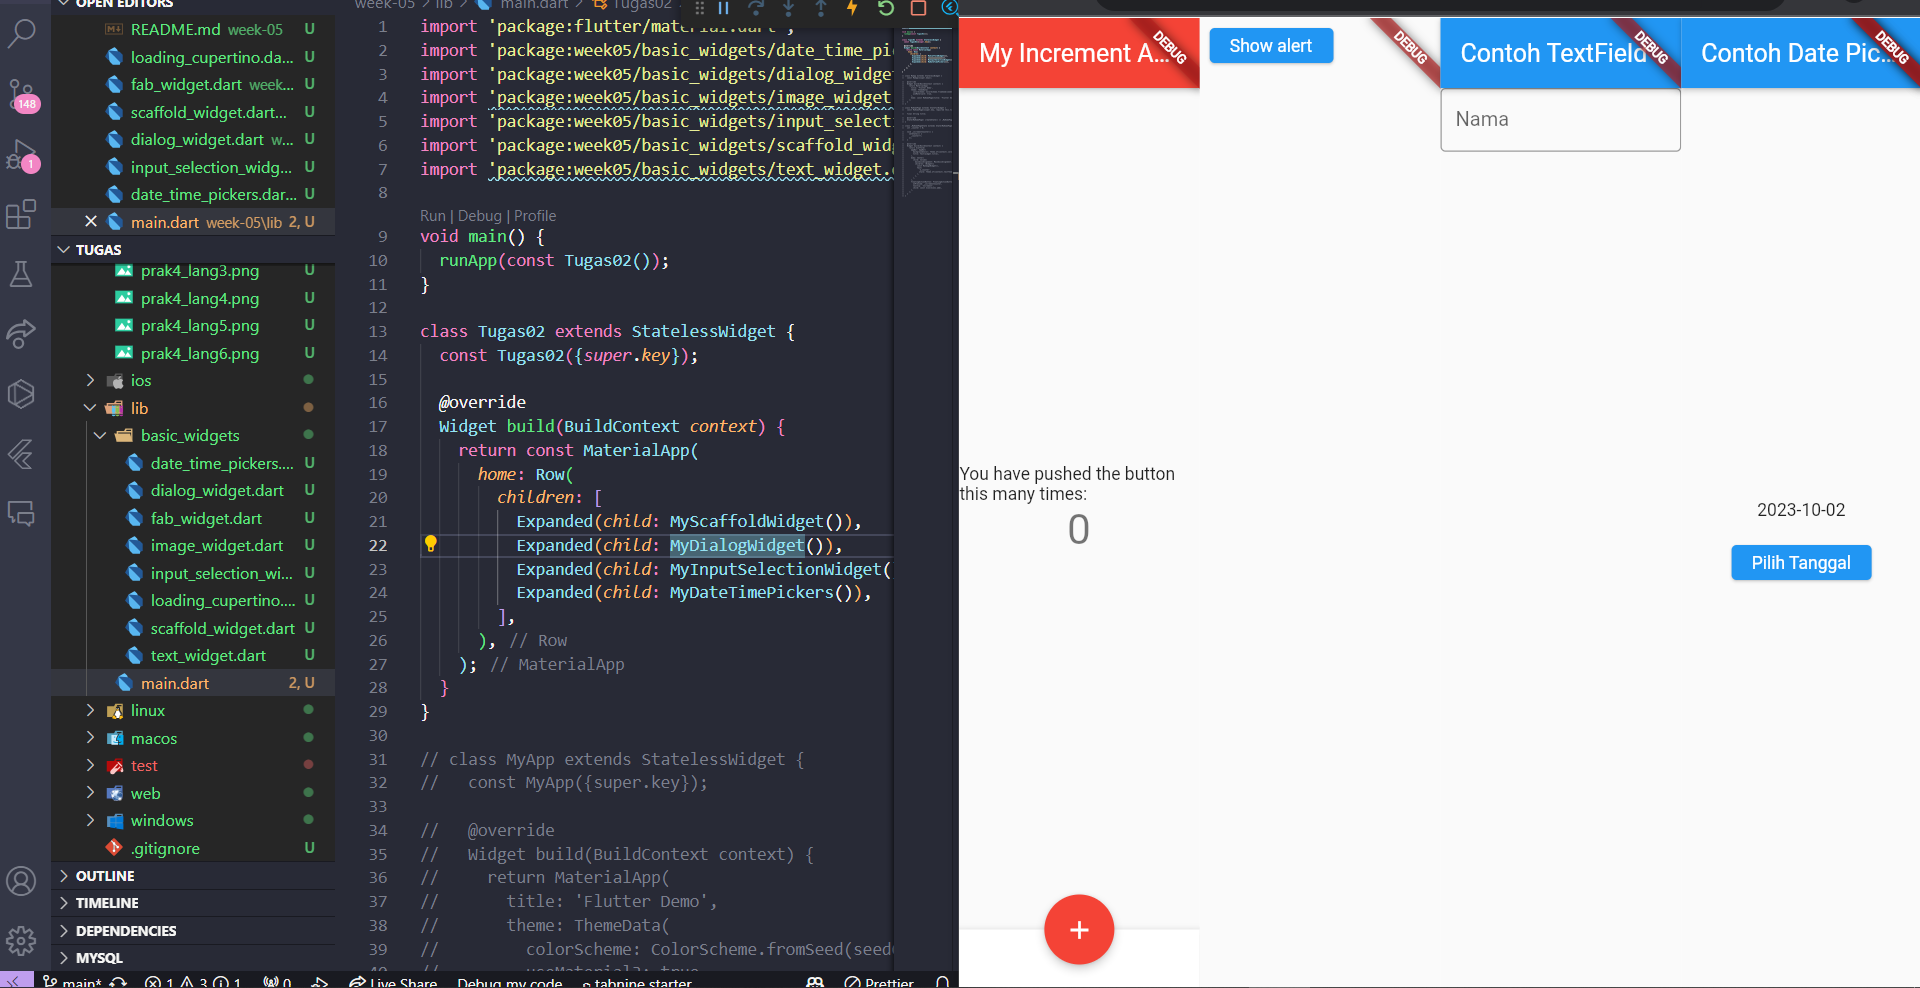 OPEN EDITORS
README.md week-05 U
loading_cupertino.da... U
fab_widget.dart week... U
scaffold_widget.dart... U
dialog_widget.dart w... U
input_selection_widg... U
date_time_pickers.dar... U
main.dart week-05\lib 2, U
TUGAS
prak4_lang3.png U
prak4_lang4.png U
prak4_lang5.png U
prak4_lang6.png U
ios
lib
basic_widgets
date_time_pickers.... U
dialog_widget.dart U
fab_widget.dart U
image_widget.dart U
input_selection_wi... U
loading_cupertino.... U
scaffold_widget.dart U
text_widget.dart U
main.dart 2, U
linux
macos
test
web
windows
.gitignore U
OUTLINE
TIMELINE
DEPENDENCIES
MYSQL
148
1
week-05 > lib > main.dart > Tugas02
1 import 'package:flutter/material.dart';
2 import 'package:week05/basic_widgets/date_time_pi
3 import 'package:week05/basic_widgets/dialog_widge
4 import 'package:week05/basic_widgets/image_widget
5 import 'package:week05/basic_widgets/input_selecti
6 import 'package:week05/basic_widgets/scaffold_wid
7 import 'package:week05/basic_widgets/text_widget.
8
Run | Debug | Profile
9 void main() {
10 runApp(const Tugas02());
11 }
12
13 class Tugas02 extends StatelessWidget {
14 const Tugas02({super.key});
15
16 @override
17 Widget build(BuildContext context) {
18 return const MaterialApp(
19 home: Row(
20 children: [
21 Expanded(child: MyScaffoldWidget()),
22 Expanded(child: MyDialogWidget()),
23 Expanded(child: MyInputSelectionWidget(
24 Expanded(child: MyDateTimePickers()),
25 ],
26 ), // Row
27 ); // MaterialApp
28 }
29 }
30
31 // class MyApp extends StatelessWidget {
32 // const MyApp({super.key});
33
34 // @override
35 // Widget build(BuildContext context) {
36 // return MaterialApp(
37 // title: 'Flutter Demo',
38 // theme: ThemeData(
39 // colorScheme: ColorScheme.fromSeed(seed
40 // useMaterial3: true
main* 1 3 1 0 Live Share Debug my code tabnine starter Prettier
My Increment A...
DEBUG
You have pushed the button
this many times:
0
+
Show alert
DEBUG
Contoh TextField
DEBUG
Nama
Contoh Date Pic...
DEBUG
2023-10-02
Pilih Tanggal